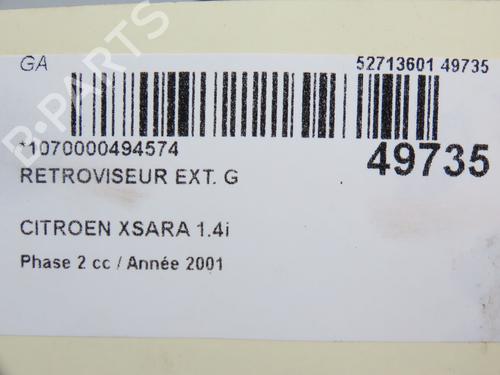 GA
52713601 49735
*1070000494574
49735
RETROVISEUR EXT. G
CITROEN XSARA 1.4i
Phase 2 cc / Année 2001
B-PARTS